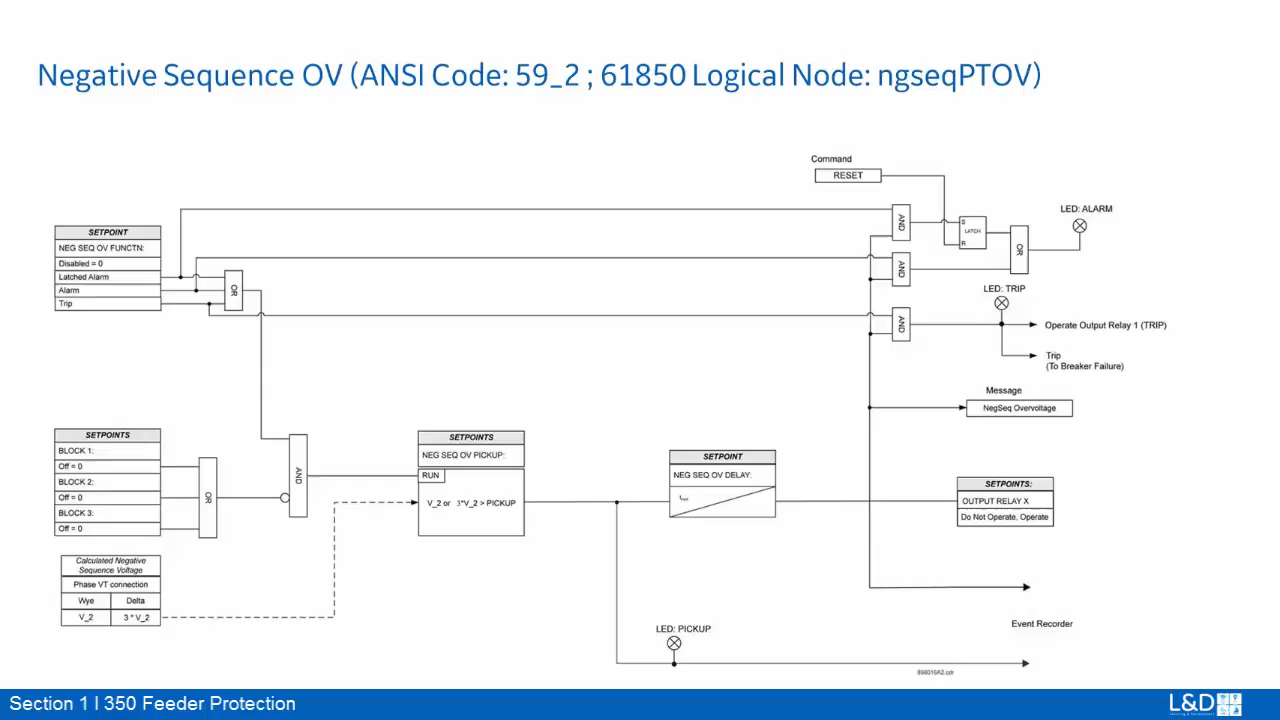 Negative Sequence OV (ANSI Code: 59_2 ; 61850 Logical Node: ngseqPTOV)
Command
RESET
LED: ALARM
AND
S
LATCH
R
OR
SETPOINT
NEG SEQ OV FUNCTN:
Disabled = 0
Latched Alarm
Alarm
Trip
OR
AND
LED: TRIP
AND
Operate Output Relay 1 (TRIP)
Trip
(To Breaker Failure)
Message
NegSeq Overvoltage
SETPOINTS
BLOCK 1:
Off = 0
BLOCK 2:
Off = 0
BLOCK 3:
Off = 0
OR
AND
SETPOINTS
NEG SEQ OV PICKUP:
RUN
V_2 or 3*V_2 > PICKUP
SETPOINT
NEG SEQ OV DELAY:
SETPOINTS:
OUTPUT RELAY X
Do Not Operate, Operate
Calculated Negative
Sequence Voltage
Phase VT connection
Wye Delta
V_2 3 * V_2
LED: PICKUP
Event Recorder
898016A2.cdr
Section 1 I 350 Feeder Protection
L&D